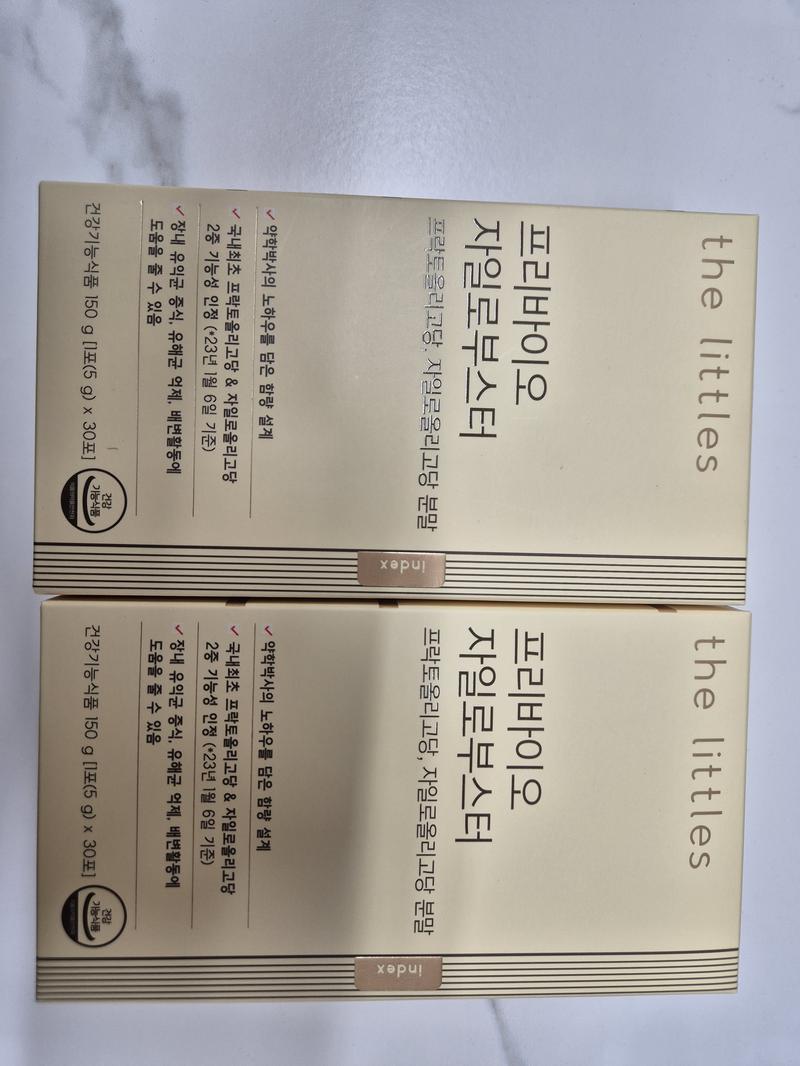 the littles
프리바이오
자일로부스터
프락토올리고당, 자일로올리고당 분말
약학박사의 노하우를 담은 함량 설계
국내최초 프락토올리고당 & 자일로올리고당
2중 기능성 인정 (*23년 1월 6일 기준)
장내 유익균 증식, 유해균 억제, 배변활동에
도움을 줄 수 있음
건강기능식품 150 g [1포(5 g) x 30포]
건강
기능식품
index
the littles
프리바이오
자일로부스터
프락토올리고당, 자일로올리고당 분말
약학박사의 노하우를 담은 함량 설계
국내최초 프락토올리고당 & 자일로올리고당
2중 기능성 인정 (*23년 1월 6일 기준)
장내 유익균 증식, 유해균 억제, 배변활동에
도움을 줄 수 있음
건강기능식품 150 g [1포(5 g) x 30포]
건강
기능식품
index